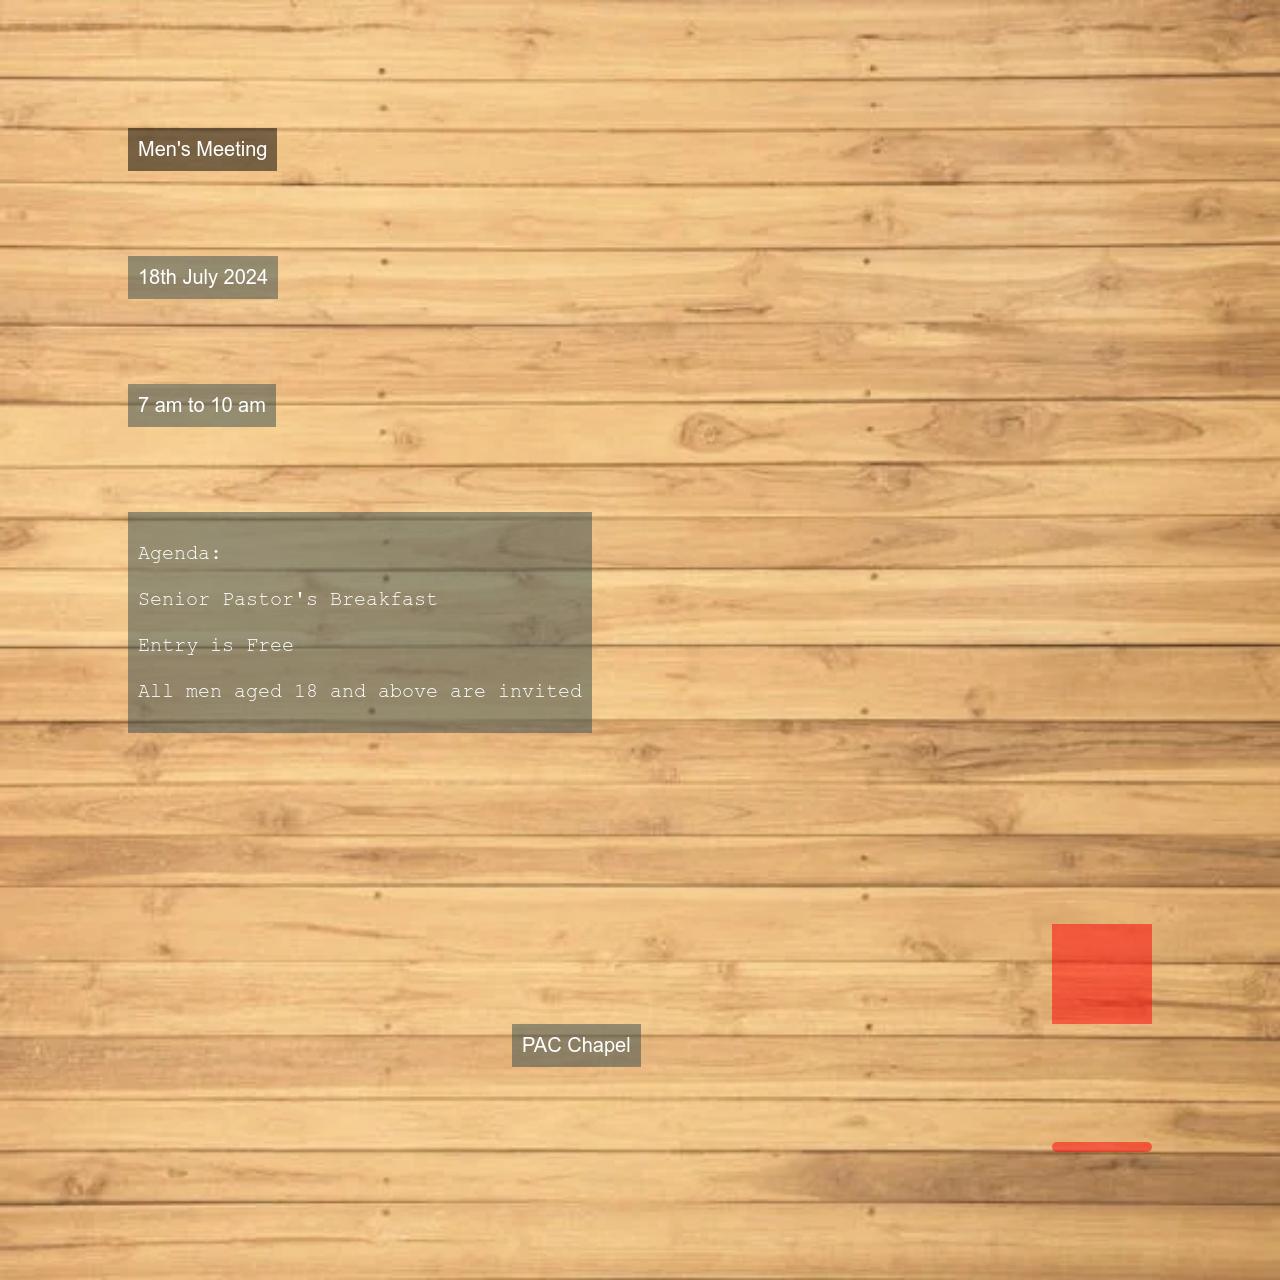 Men's Meeting
18th July 2024
7 am to 10 am
Agenda:
Senior Pastor's Breakfast
Entry is Free
All men aged 18 and above are invited
PAC Chapel